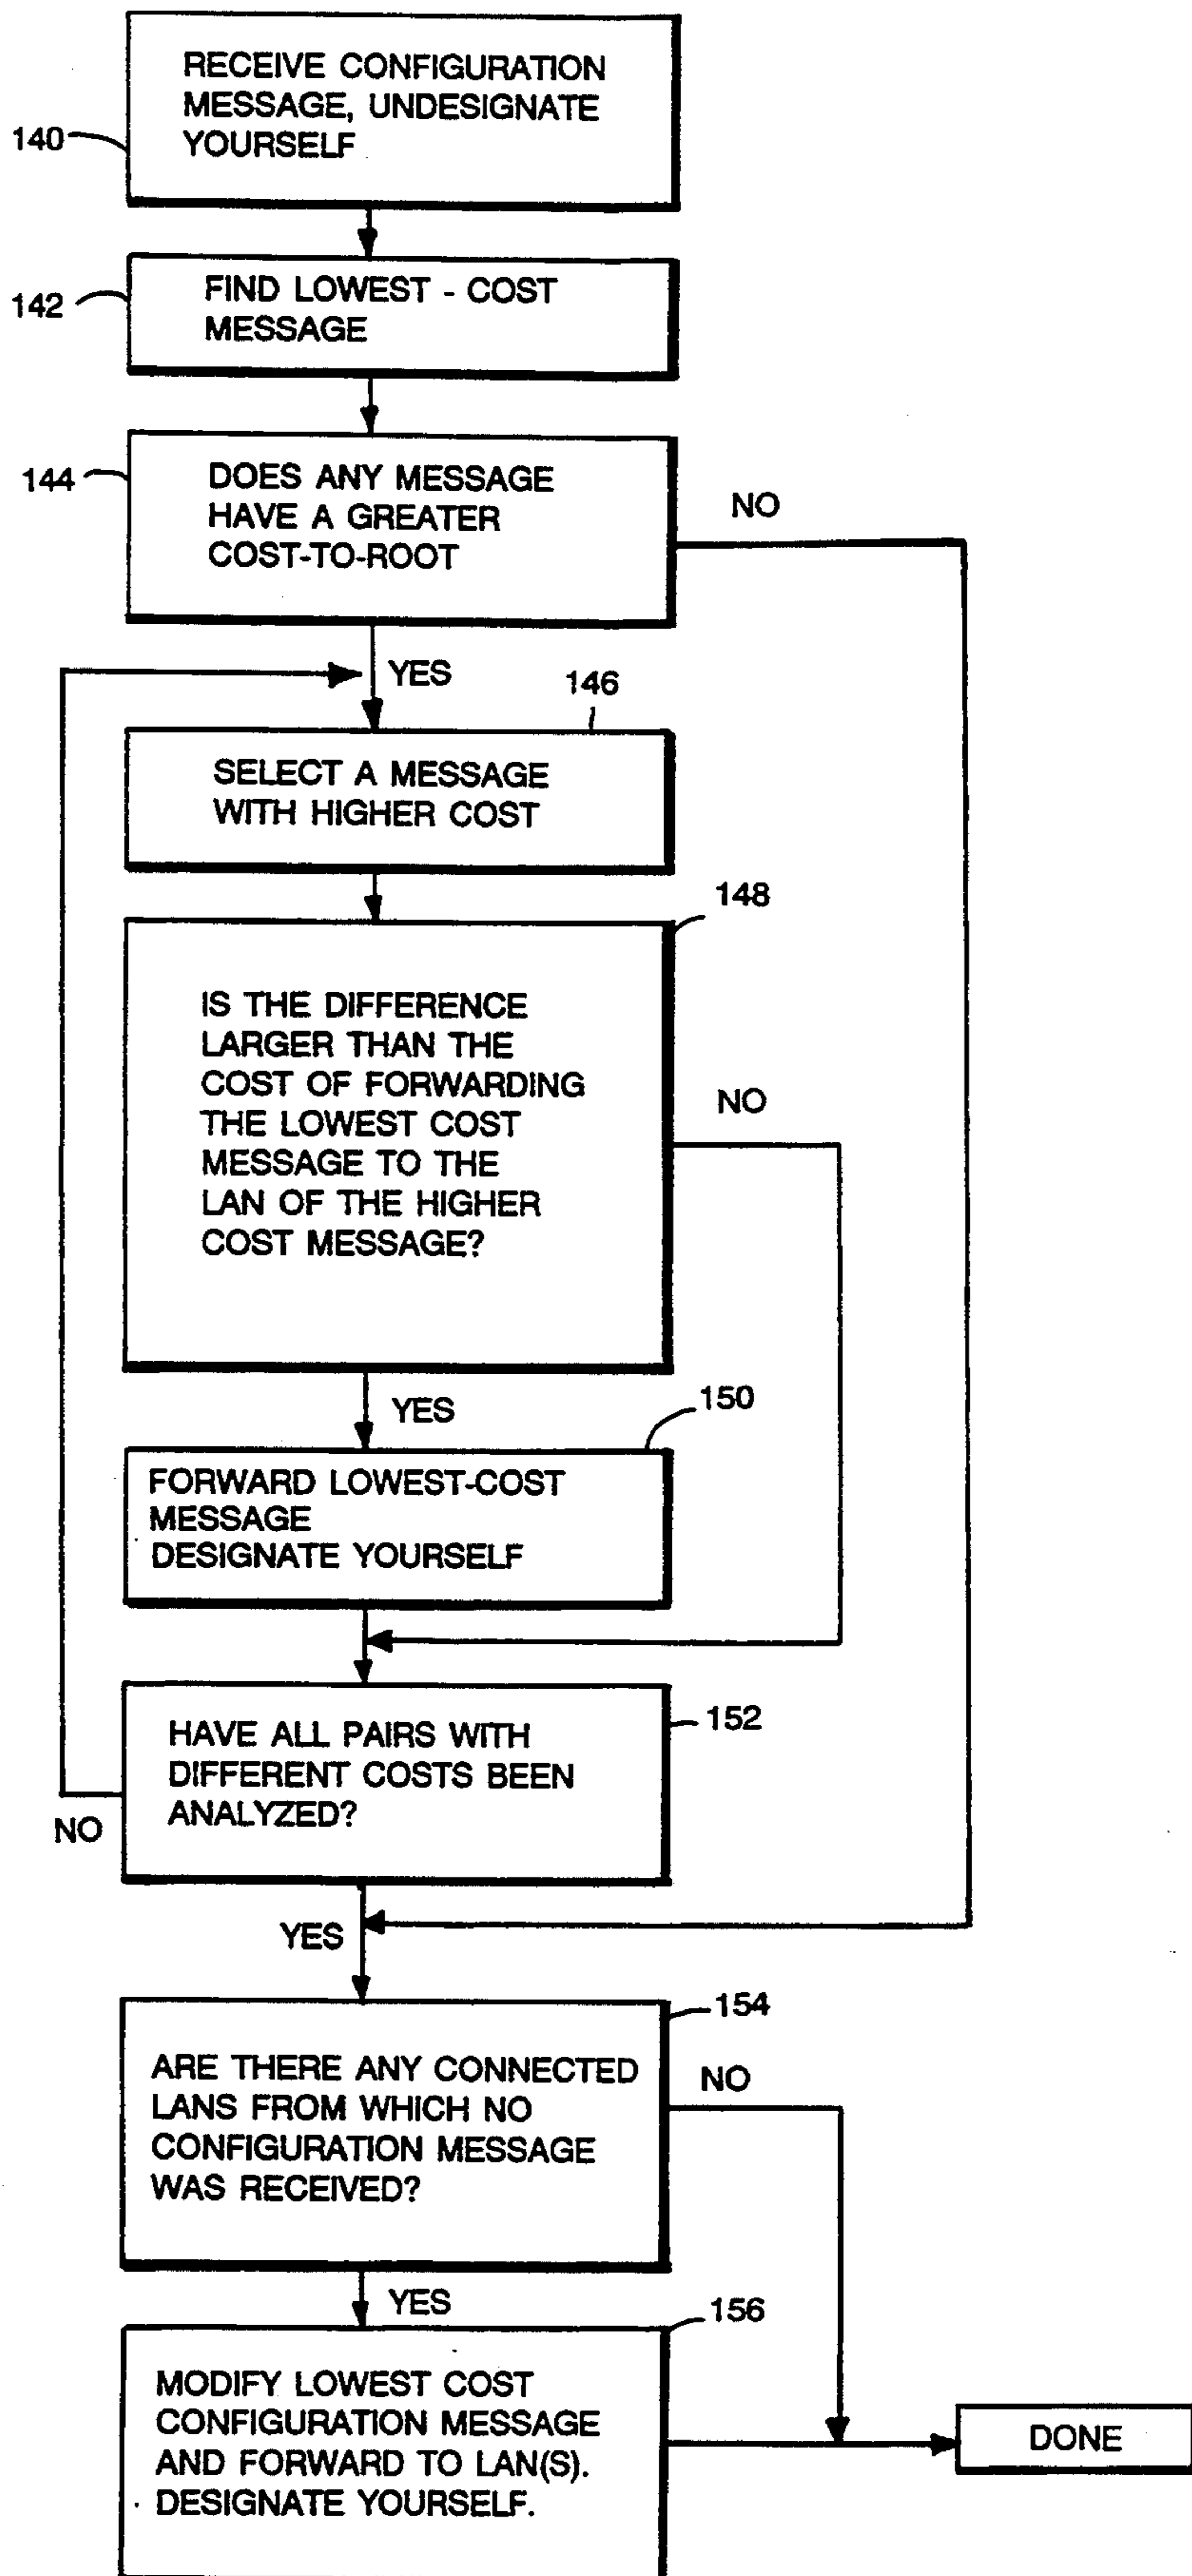 RECEIVE CONFIGURATION
MESSAGE, UNDESIGNATE
YOURSELF
140
FIND LOWEST - COST
MESSAGE
142
DOES ANY MESSAGE
HAVE A GREATER
COST-TO-ROOT
144
NO
YES
146
SELECT A MESSAGE
WITH HIGHER COST
148
IS THE DIFFERENCE
LARGER THAN THE
COST OF FORWARDING
THE LOWEST COST
MESSAGE TO THE
LAN OF THE HIGHER
COST MESSAGE?
NO
YES
150
FORWARD LOWEST-COST
MESSAGE
DESIGNATE YOURSELF
152
HAVE ALL PAIRS WITH
DIFFERENT COSTS BEEN
ANALYZED?
NO
YES
154
ARE THERE ANY CONNECTED
LANS FROM WHICH NO
CONFIGURATION MESSAGE
WAS RECEIVED?
NO
YES
156
MODIFY LOWEST COST
CONFIGURATION MESSAGE
AND FORWARD TO LAN(S).
DESIGNATE YOURSELF.
DONE